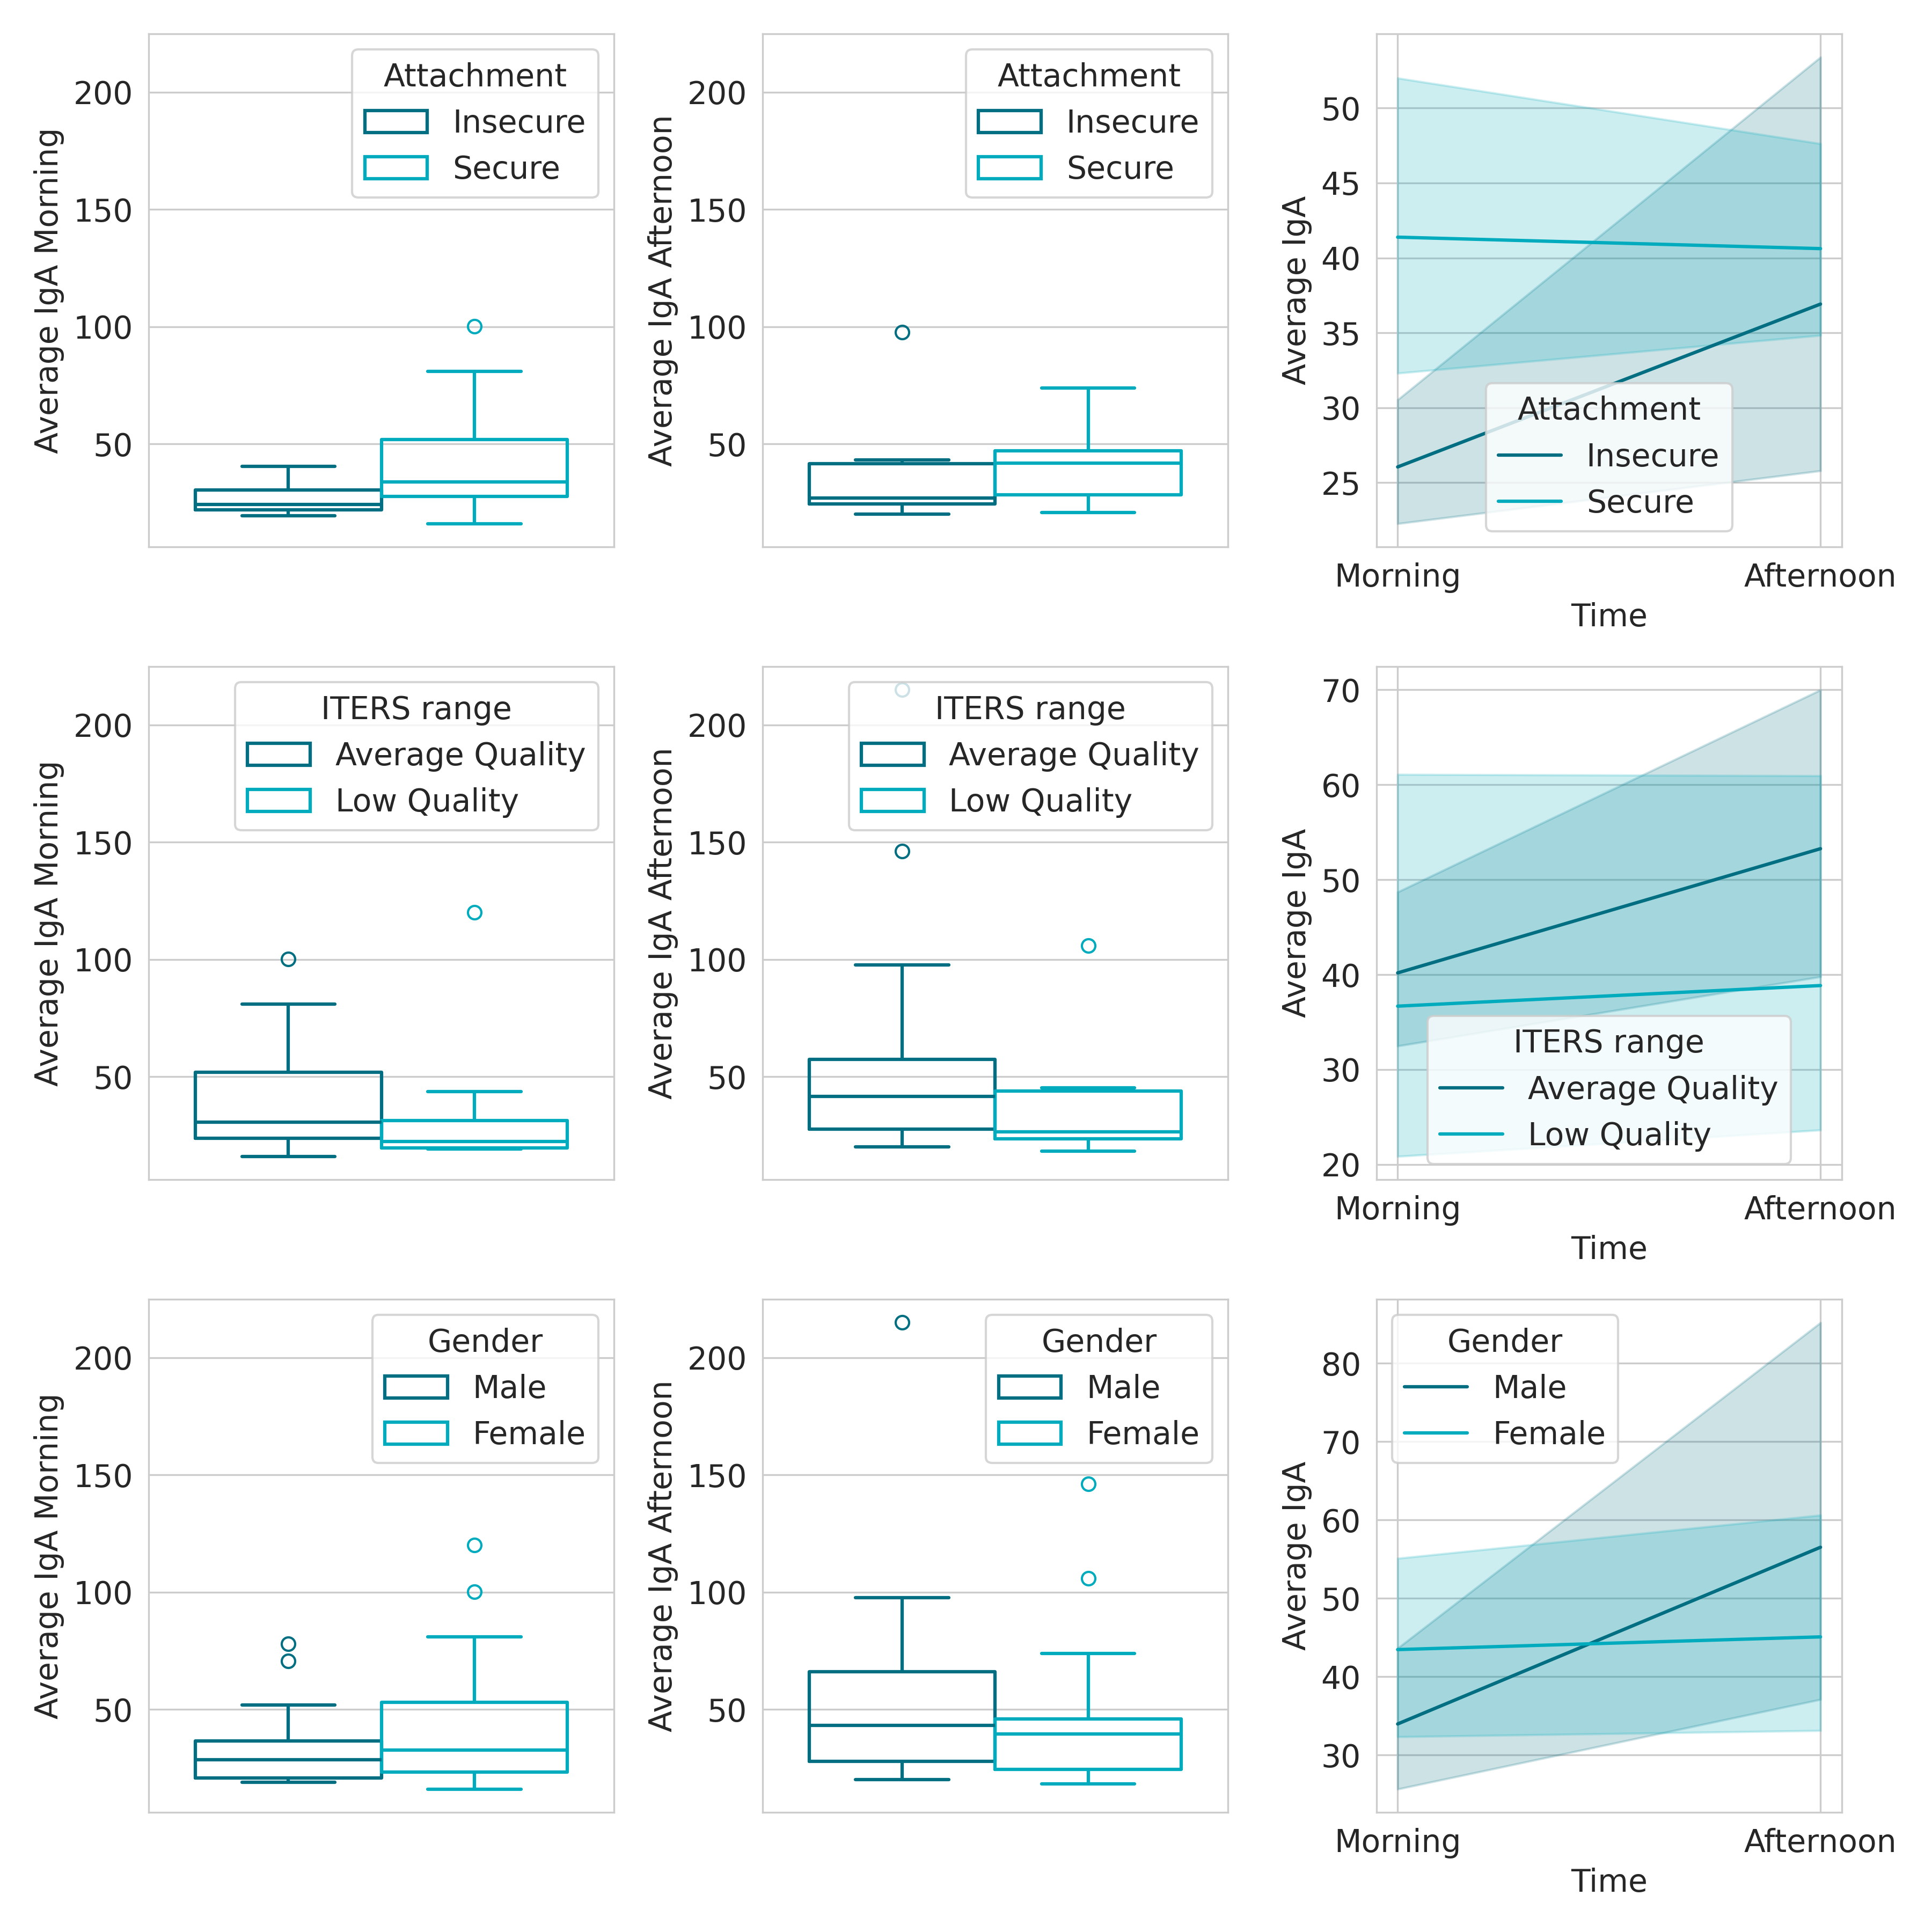 Average IgA Morning
200
150
100
50
Attachment
Insecure
Secure
Average IgA Afternoon
200
150
100
50
Attachment
Insecure
Secure
Average IgA
50
45
40
35
30
25
Attachment
Insecure
Secure
Morning
Afternoon
Time
Average IgA Morning
200
150
100
50
ITERS range
Average Quality
Low Quality
Average IgA Afternoon
200
150
100
50
ITERS range
Average Quality
Low Quality
Average IgA
70
60
50
40
30
20
ITERS range
Average Quality
Low Quality
Morning
Afternoon
Time
Average IgA Morning
200
150
100
50
Gender
Male
Female
Average IgA Afternoon
200
150
100
50
Gender
Male
Female
Average IgA
80
70
60
50
40
30
Gender
Male
Female
Morning
Afternoon
Time